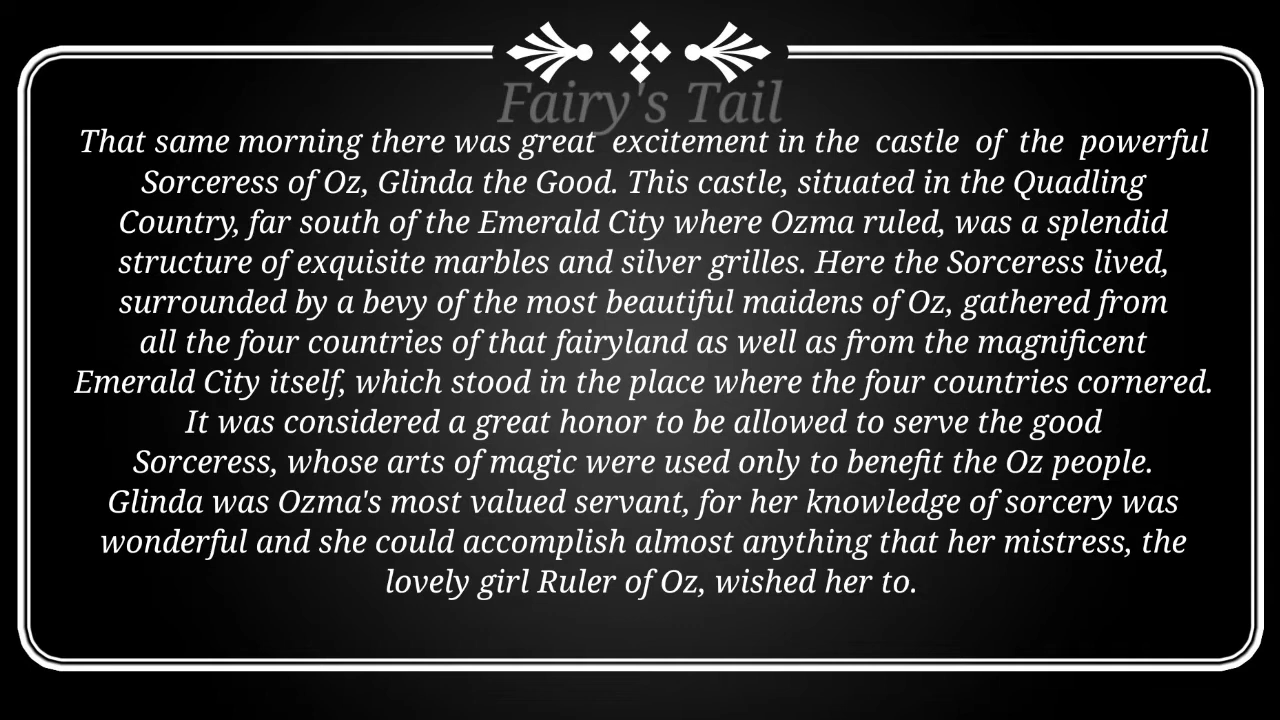 Fairy's Tail
That same morning there was great excitement in the castle of the powerful
Sorceress of Oz, Glinda the Good. This castle, situated in the Quadling
Country, far south of the Emerald City where Ozma ruled, was a splendid
structure of exquisite marbles and silver grilles. Here the Sorceress lived,
surrounded by a bevy of the most beautiful maidens of Oz, gathered from
all the four countries of that fairyland as well as from the magnificent
Emerald City itself, which stood in the place where the four countries cornered.
It was considered a great honor to be allowed to serve the good
Sorceress, whose arts of magic were used only to benefit the Oz people.
Glinda was Ozma's most valued servant, for her knowledge of sorcery was
wonderful and she could accomplish almost anything that her mistress, the
lovely girl Ruler of Oz, wished her to.